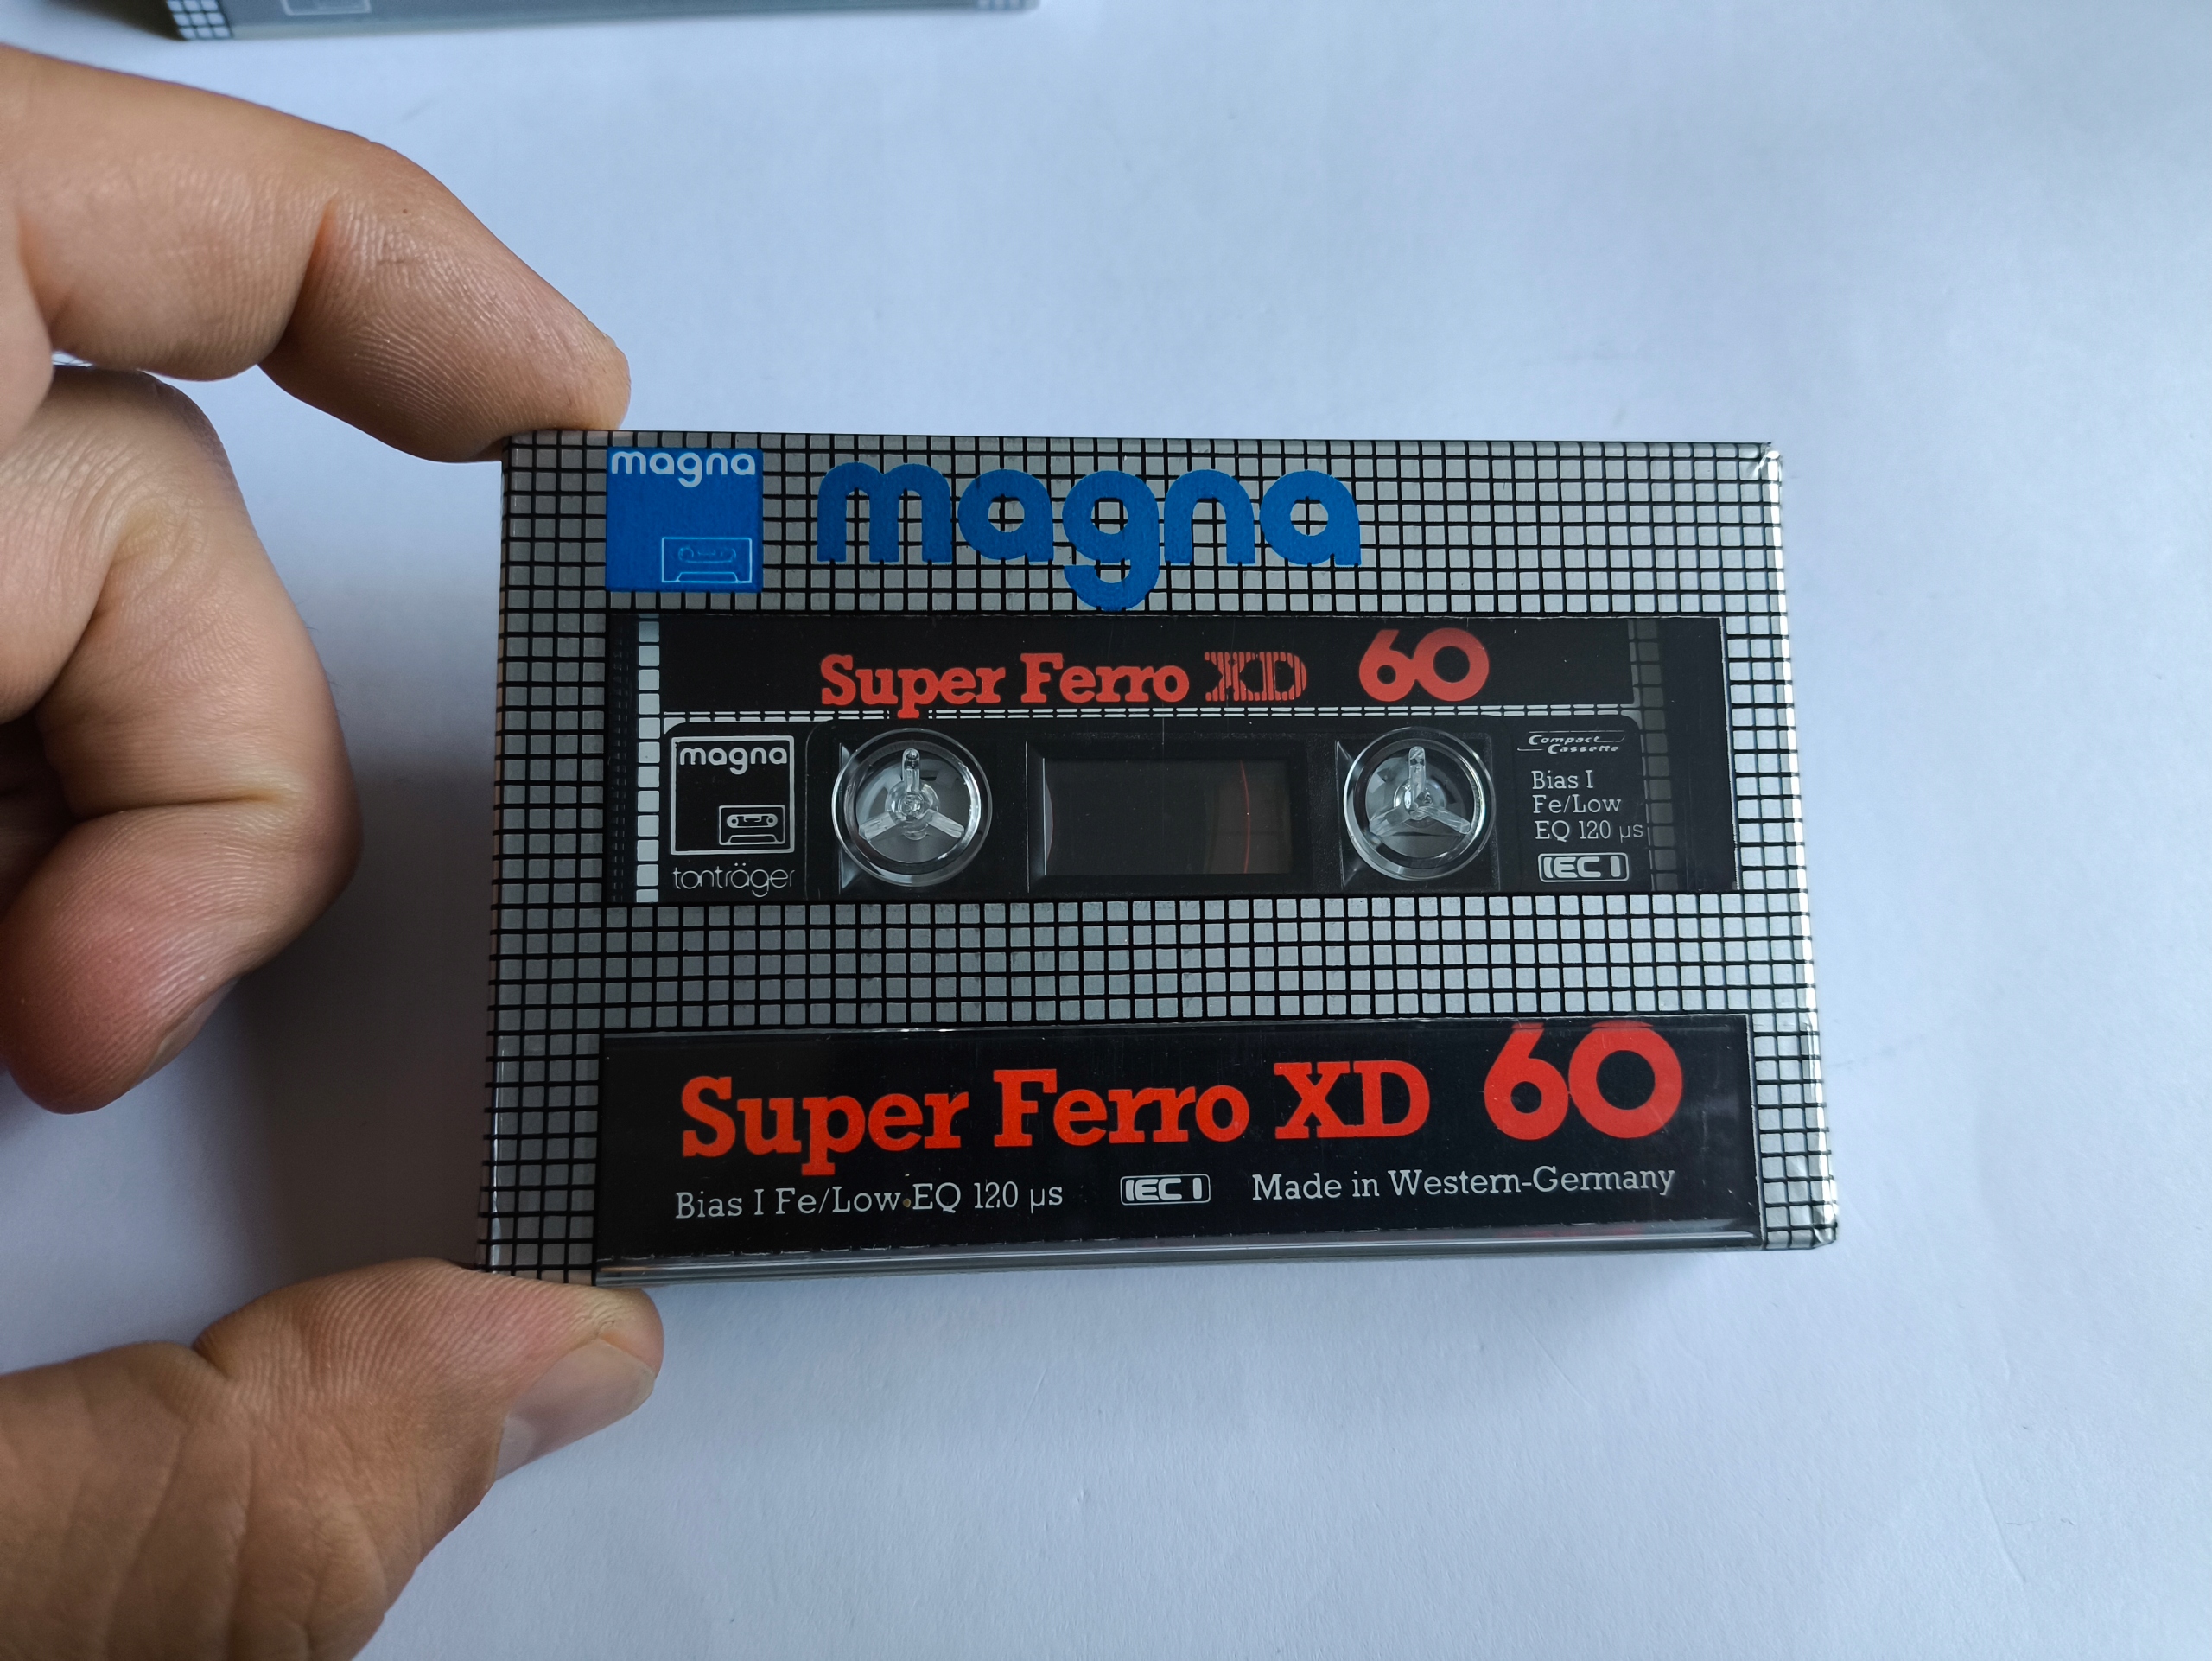 magna
magna
Super Ferro XD 60
magna
tonträger
Compact
Cassette
Bias I
Fe/Low
EQ 120 µs
IEC I
Super Ferro XD 60
Bias I Fe/Low EQ 120 µs IEC I Made in Western-Germany